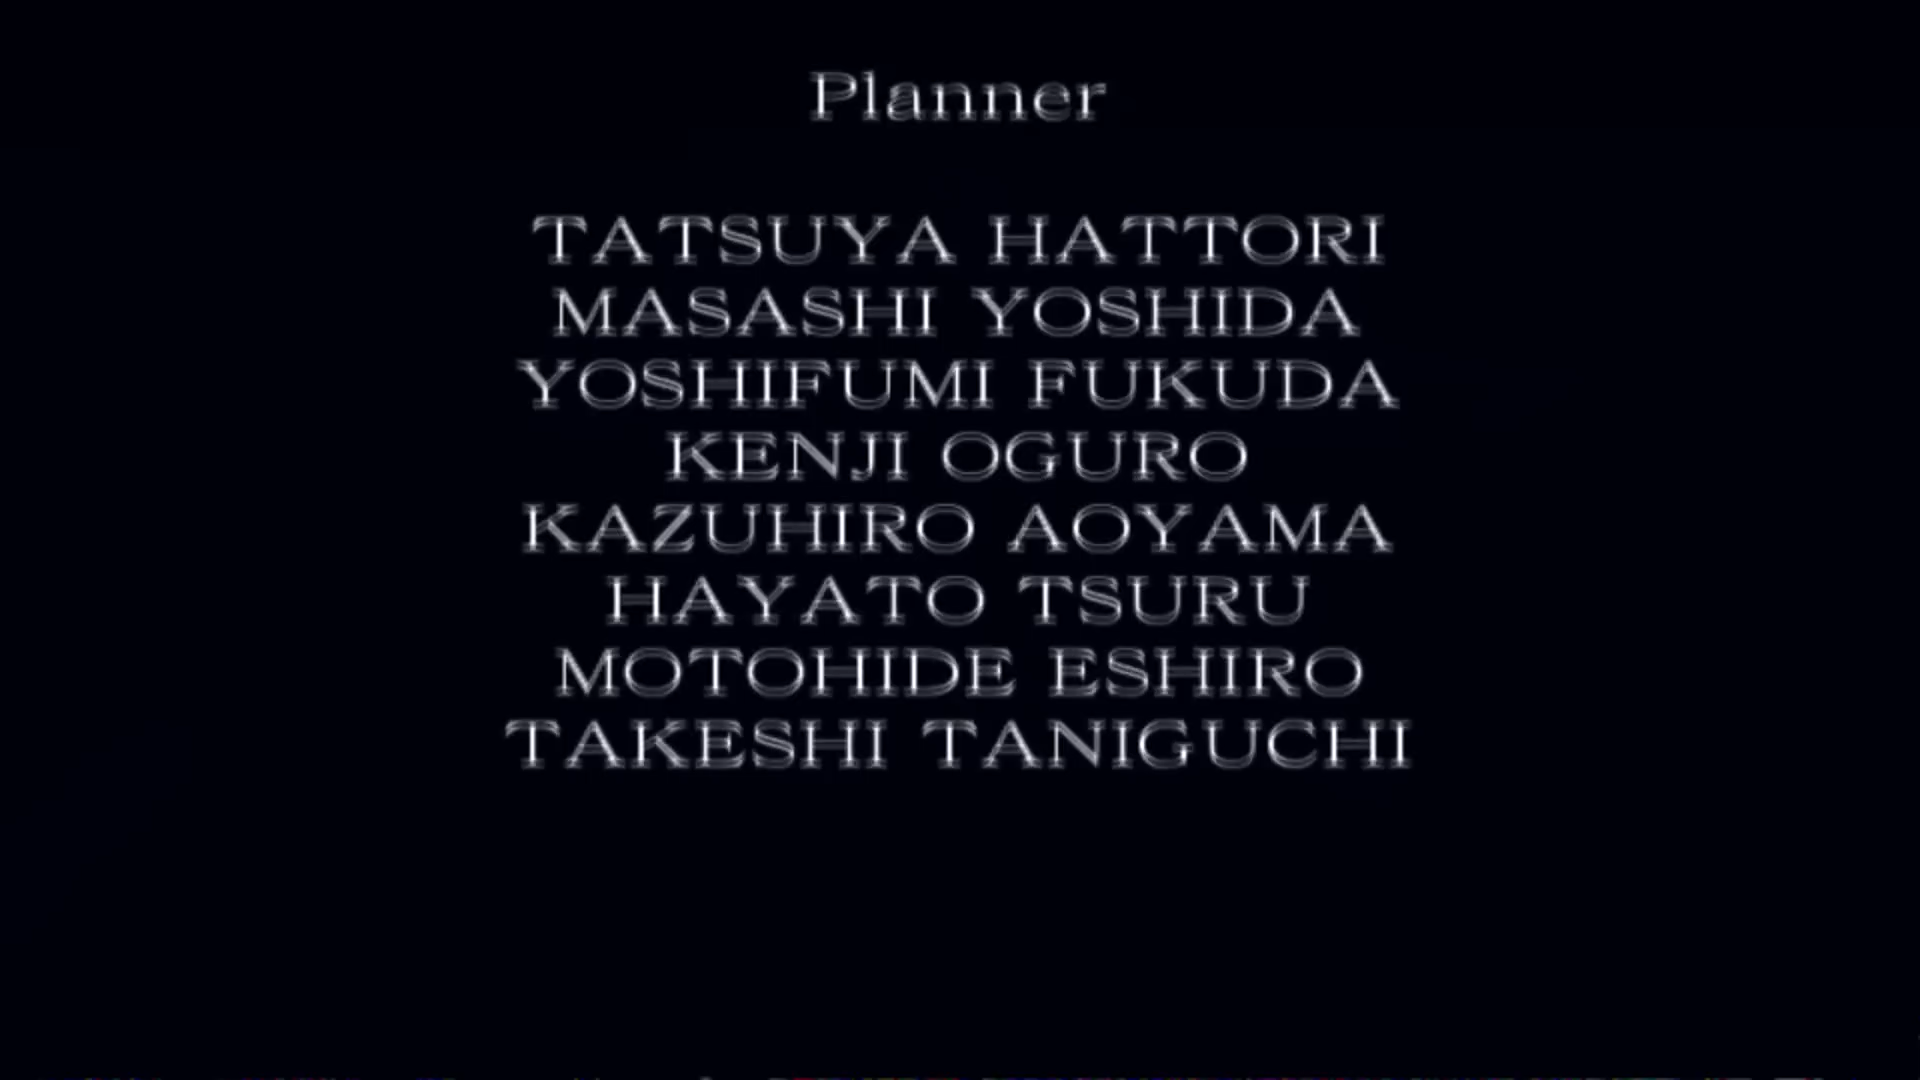 Planner
TATSUYA HATTORI
MASASHI YOSHIDA
YOSHIFUMI FUKUDA
KENJI OGURO
KAZUHIRO AOYAMA
HAYATO TSURU
MOTOHIDE ESHIRO
TAKESHI TANIGUCHI